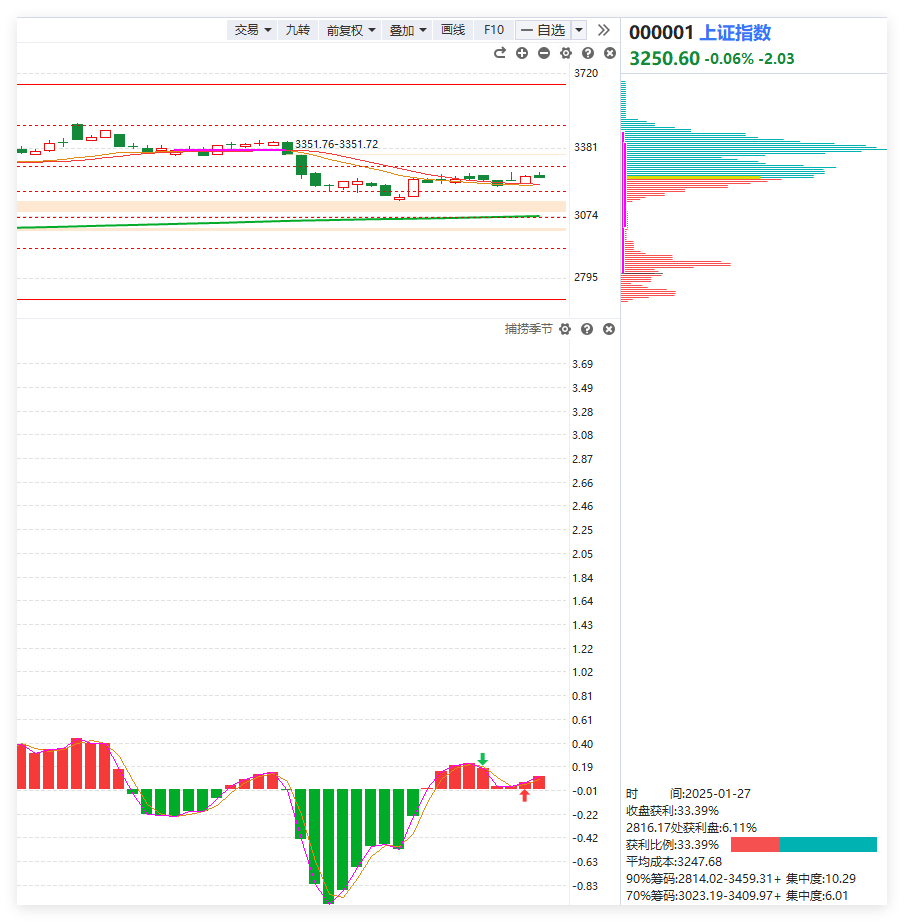 交易 九转 前复权 叠加 画线 F10 一 自选
000001 上证指数
3250.60 -0.06% -2.03
3720
3351.76-3351.72
3381
3074
2795
捕捞季节
3.69
3.49
3.28
3.08
2.87
2.66
2.46
2.25
2.05
1.84
1.64
1.43
1.22
1.02
0.81
0.61
0.40
0.19
-0.01
-0.22
-0.42
-0.63
-0.83
时 间:2025-01-27
收盘获利:33.39%
2816.17处获利盘:6.11%
获利比例:33.39%
平均成本:3247.68
90%筹码:2814.02-3459.31+ 集中度:10.29
70%筹码:3023.19-3409.97+ 集中度:6.01